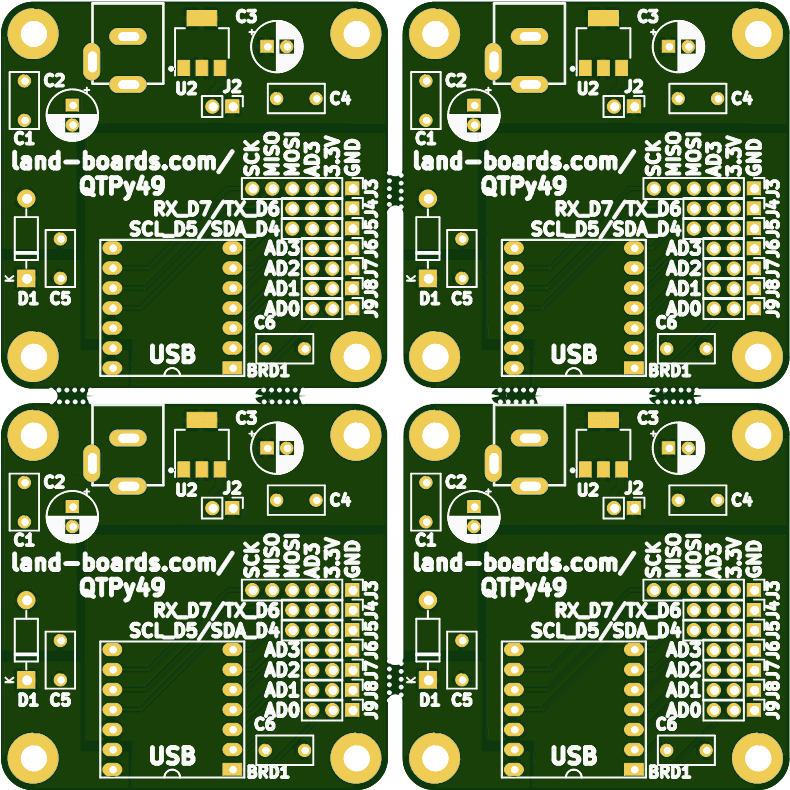 C3
C2
U2
J2
C4
C1
land-boards.com/
QTPy49
SCK
MISO
MOSI
AD3
3.3V
GND
J3
RX_D7/TX_D6
J4
SCL_D5/SDA_D4
J5
AD3
J6
AD2
J7
AD1
J8
AD0
J9
K
D1
C5
C6
USB
BRD1
C3
C2
U2
J2
C4
C1
land-boards.com/
QTPy49
SCK
MISO
MOSI
AD3
3.3V
GND
J3
RX_D7/TX_D6
J4
SCL_D5/SDA_D4
J5
AD3
J6
AD2
J7
AD1
J8
AD0
J9
K
D1
C5
C6
USB
BRD1
C3
C2
U2
J2
C4
C1
land-boards.com/
QTPy49
SCK
MISO
MOSI
AD3
3.3V
GND
J3
RX_D7/TX_D6
J4
SCL_D5/SDA_D4
J5
AD3
J6
AD2
J7
AD1
J8
AD0
J9
K
D1
C5
C6
USB
BRD1
C3
C2
U2
J2
C4
C1
land-boards.com/
QTPy49
SCK
MISO
MOSI
AD3
3.3V
GND
J3
RX_D7/TX_D6
J4
SCL_D5/SDA_D4
J5
AD3
J6
AD2
J7
AD1
J8
AD0
J9
K
D1
C5
C6
USB
BRD1